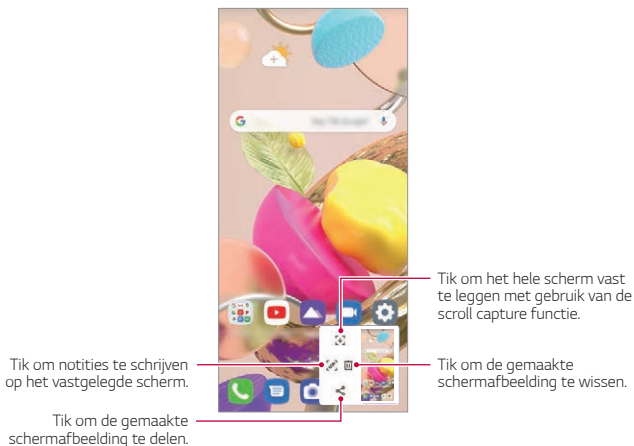 Tik om het hele scherm vast
te leggen met gebruik van de
scroll capture functie.
Tik om notities te schrijven
op het vastgelegde scherm.
Tik om de gemaakte
schermafbeelding te wissen.
Tik om de gemaakte
schermafbeelding te delen.